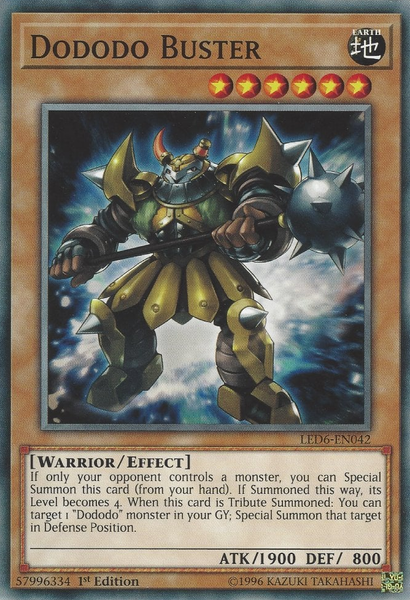 DODODO BUSTER
EARTH
地
LED6-EN042
[WARRIOR/EFFECT]
If only your opponent controls a monster, you can Special
Summon this card (from your hand). If Summoned this way, its
Level becomes 4. When this card is Tribute Summoned: You can
target 1 "Dododo" monster in your GY; Special Summon that target
in Defense Position.
ATK/1900 DEF/ 800
57996334 1st Edition ©1996 KAZUKI TAKAHASHI